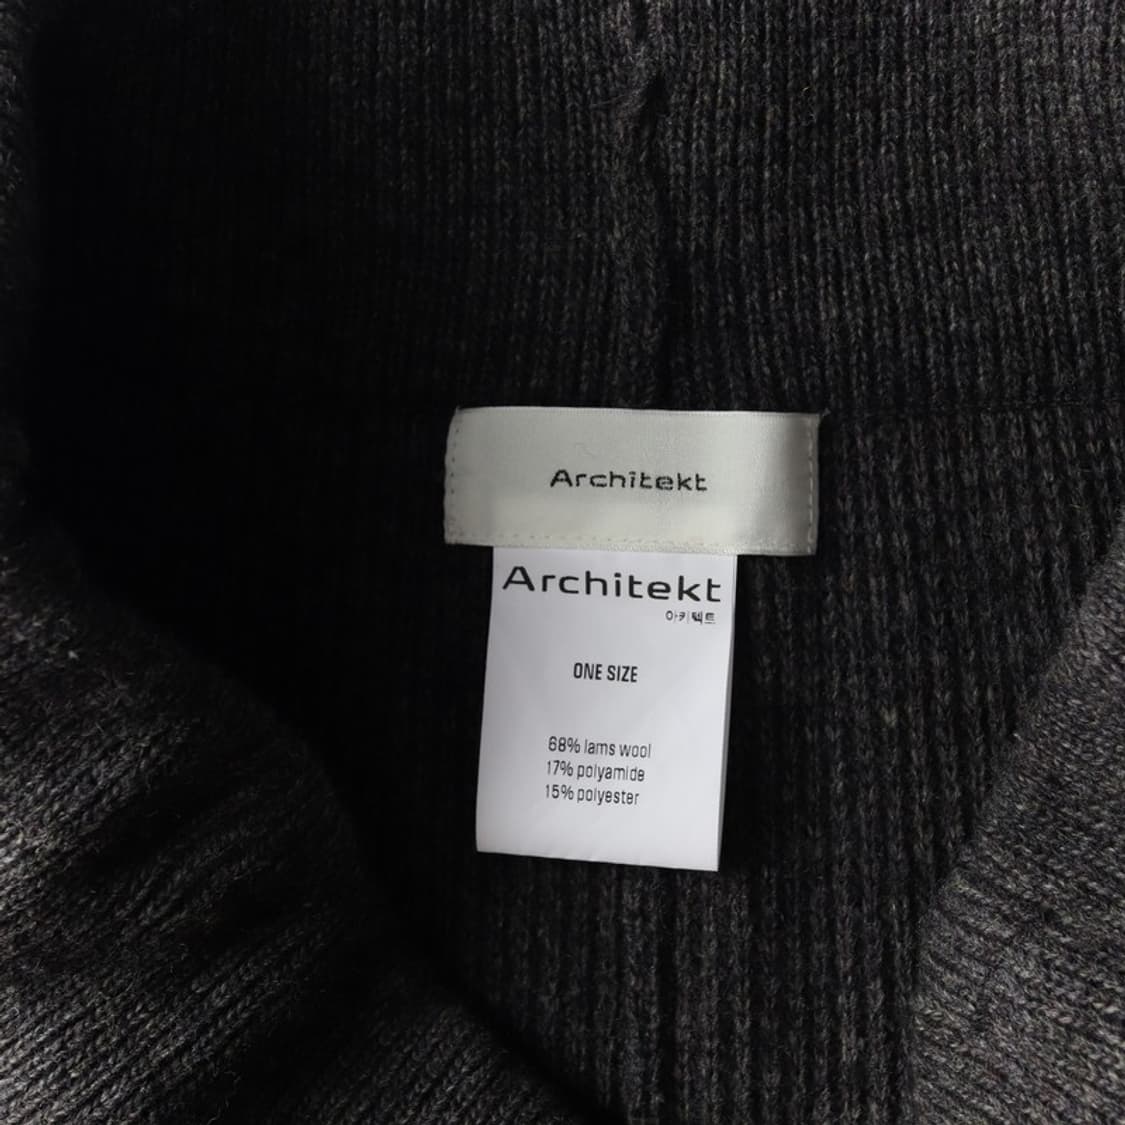 Architekt
Architekt
아키텍트
ONE SIZE
68% lams wool
17% polyamide
15% polyester